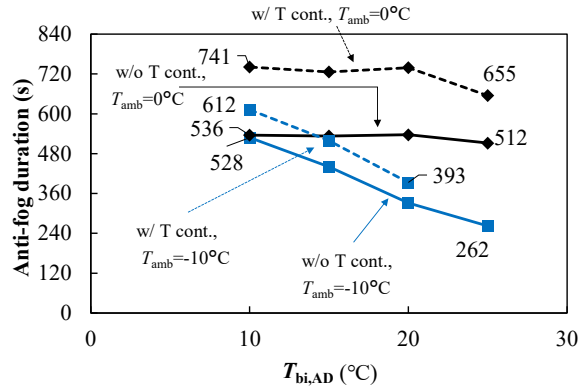 w/ T cont., Tamb=0°C
840
741
720
w/o T cont.,
Tamb=0°C
655
600
612
536
512
480
528
393
360
w/ T cont.,
Tamb=-10°C
w/o T cont.,
Tamb=-10°C
262
240
120
0
0
10
20
30
Anti-fog duration (s)
Tbi,AD (°C)